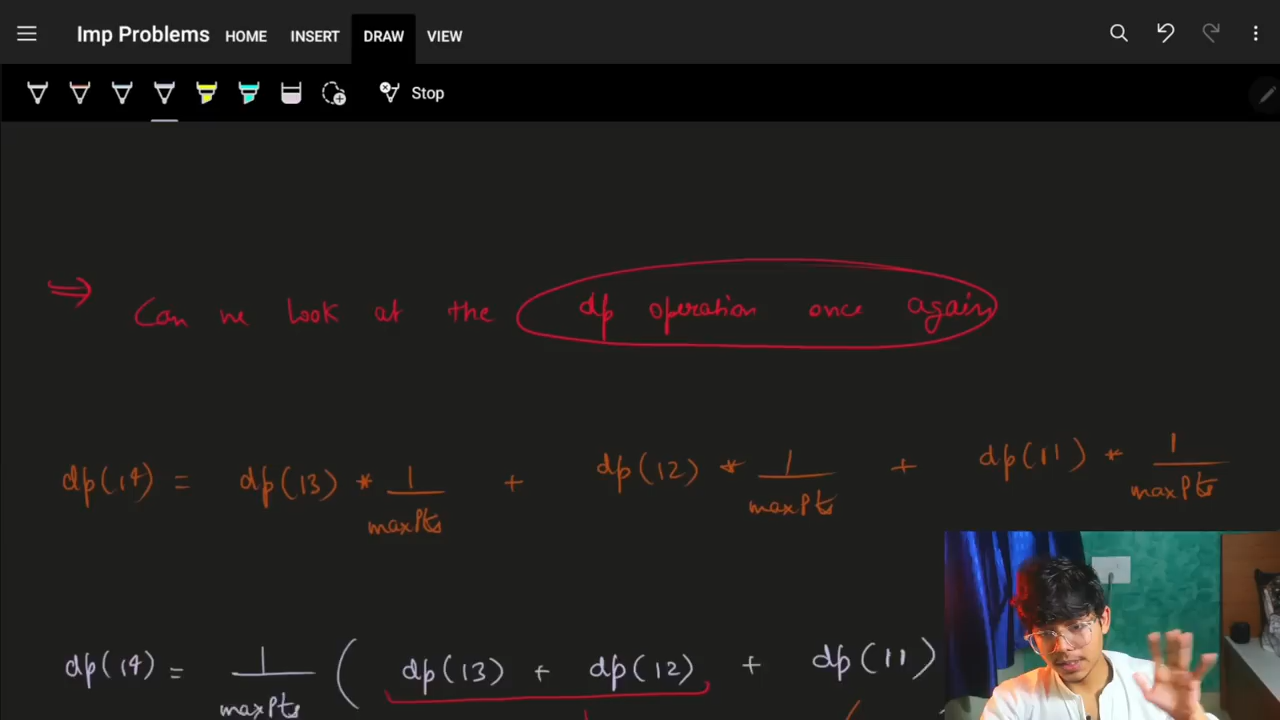 Imp Problems HOME INSERT DRAW VIEW
Stop
⇒ Can we look at the dp operation once again
dp(14) = dp(13) * 1/maxPts + dp(12) * 1/maxPts + dp(11) * 1/maxPts
dp(14) = 1/maxPts ( dp(13) + dp(12) + dp(11)